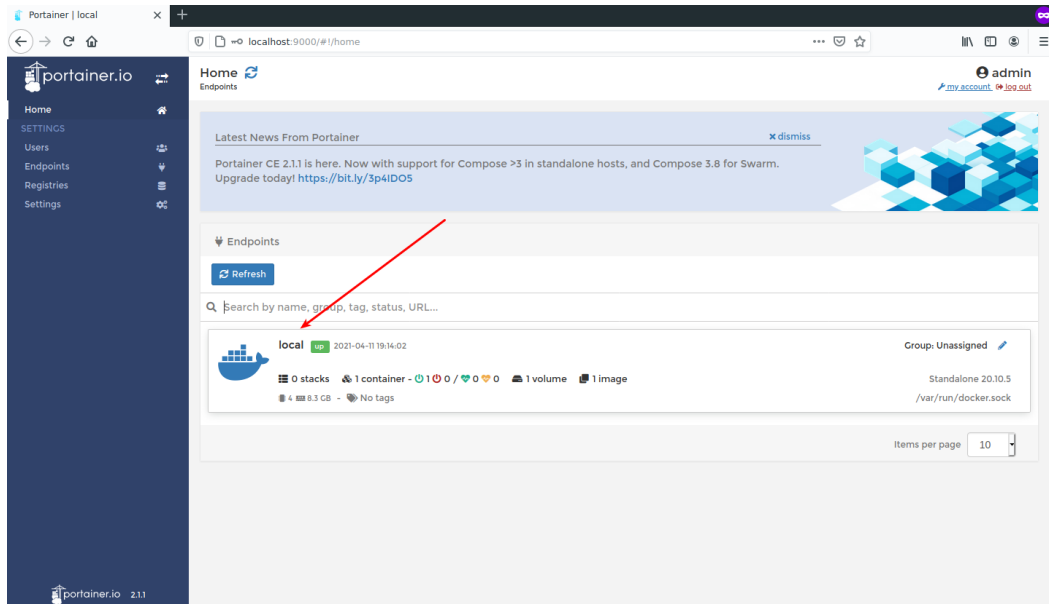 Portainer | local
localhost:9000/#!/home
portainer.io
Home
SETTINGS
Users
Endpoints
Registries
Settings
portainer.io 2.1.1
Home
Endpoints
admin
my account log out
Latest News From Portainer
dismiss
Portainer CE 2.1.1 is here. Now with support for Compose >3 in standalone hosts, and Compose 3.8 for Swarm.
Upgrade today! https://bit.ly/3p4IDO5
Endpoints
Refresh
Search by name, group, tag, status, URL...
local up 2021-04-11 19:14:02
Group: Unassigned
0 stacks 1 container - 1 0 / 0 0 1 volume 1 image
Standalone 20.10.5
4 8.3 GB - No tags
/var/run/docker.sock
Items per page 10